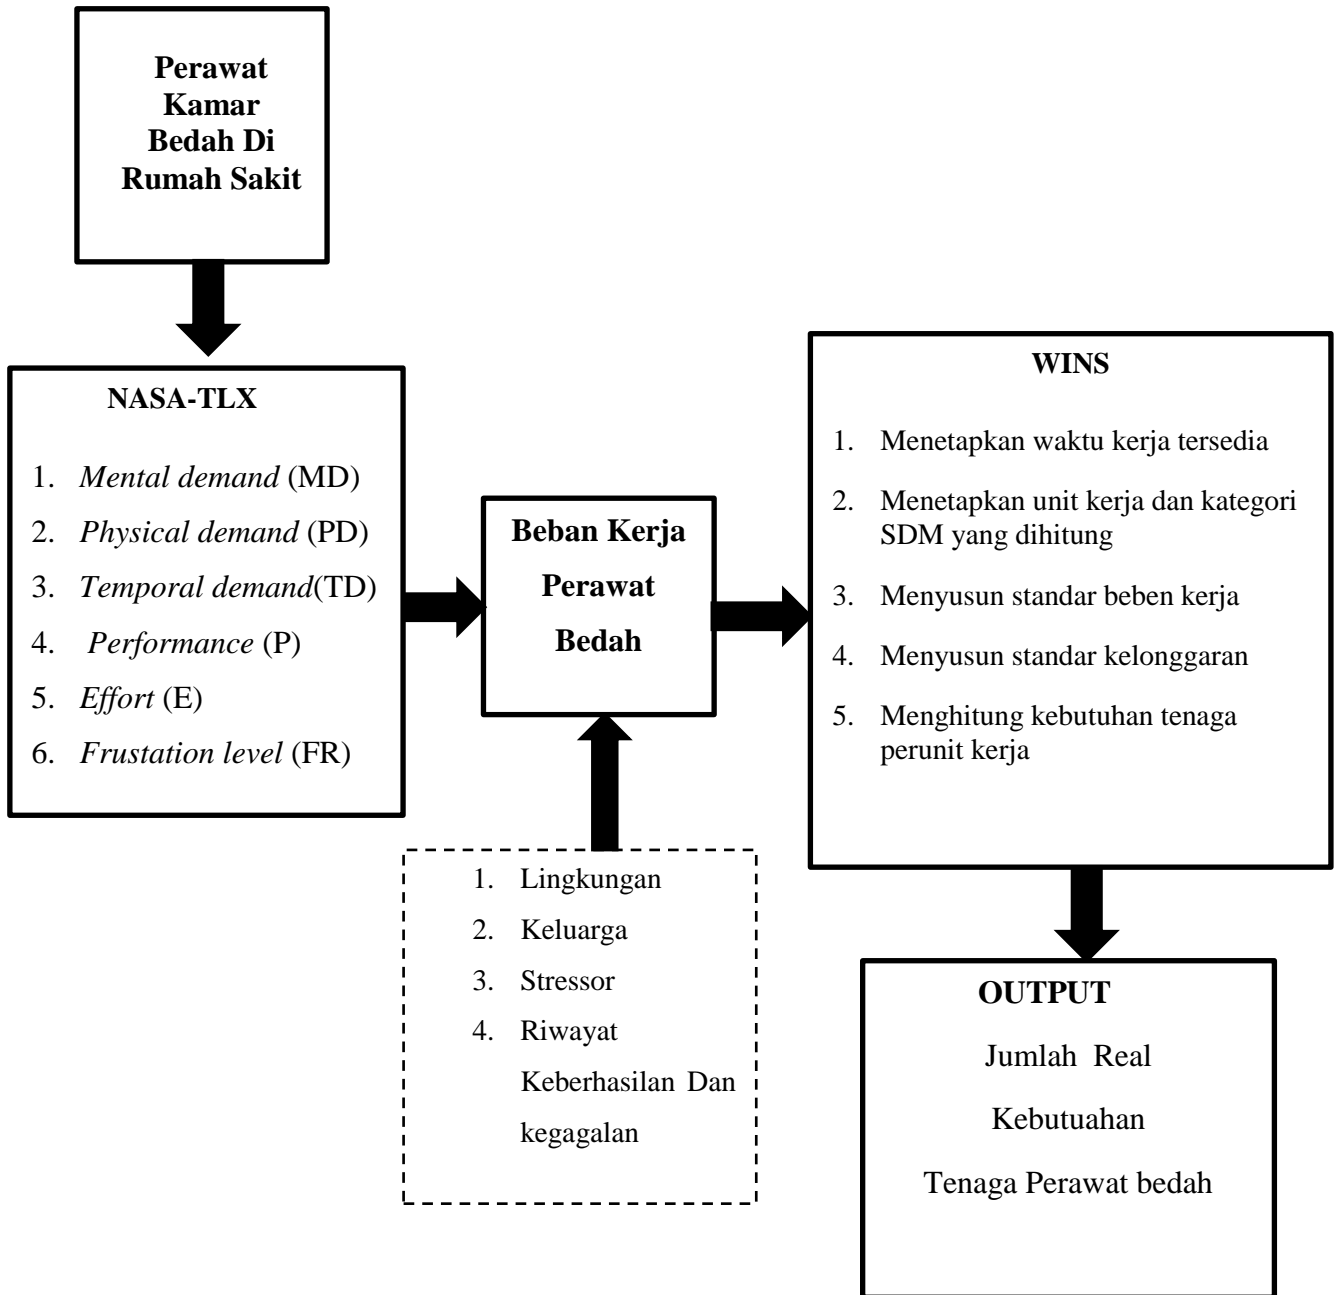 Perawat
Kamar
Bedah Di
Rumah Sakit
NASA-TLX
1. Mental demand (MD)
2. Physical demand (PD)
3. Temporal demand(TD)
4. Performance (P)
5. Effort (E)
6. Frustation level (FR)
Beban Kerja
Perawat
Bedah
1. Lingkungan
2. Keluarga
3. Stressor
4. Riwayat
Keberhasilan Dan
kegagalan
WINS
1. Menetapkan waktu kerja tersedia
2. Menetapkan unit kerja dan kategori
SDM yang dihitung
3. Menyusun standar beben kerja
4. Menyusun standar kelonggaran
5. Menghitung kebutuhan tenaga
perunit kerja
OUTPUT
Jumlah Real
Kebutuahan
Tenaga Perawat bedah